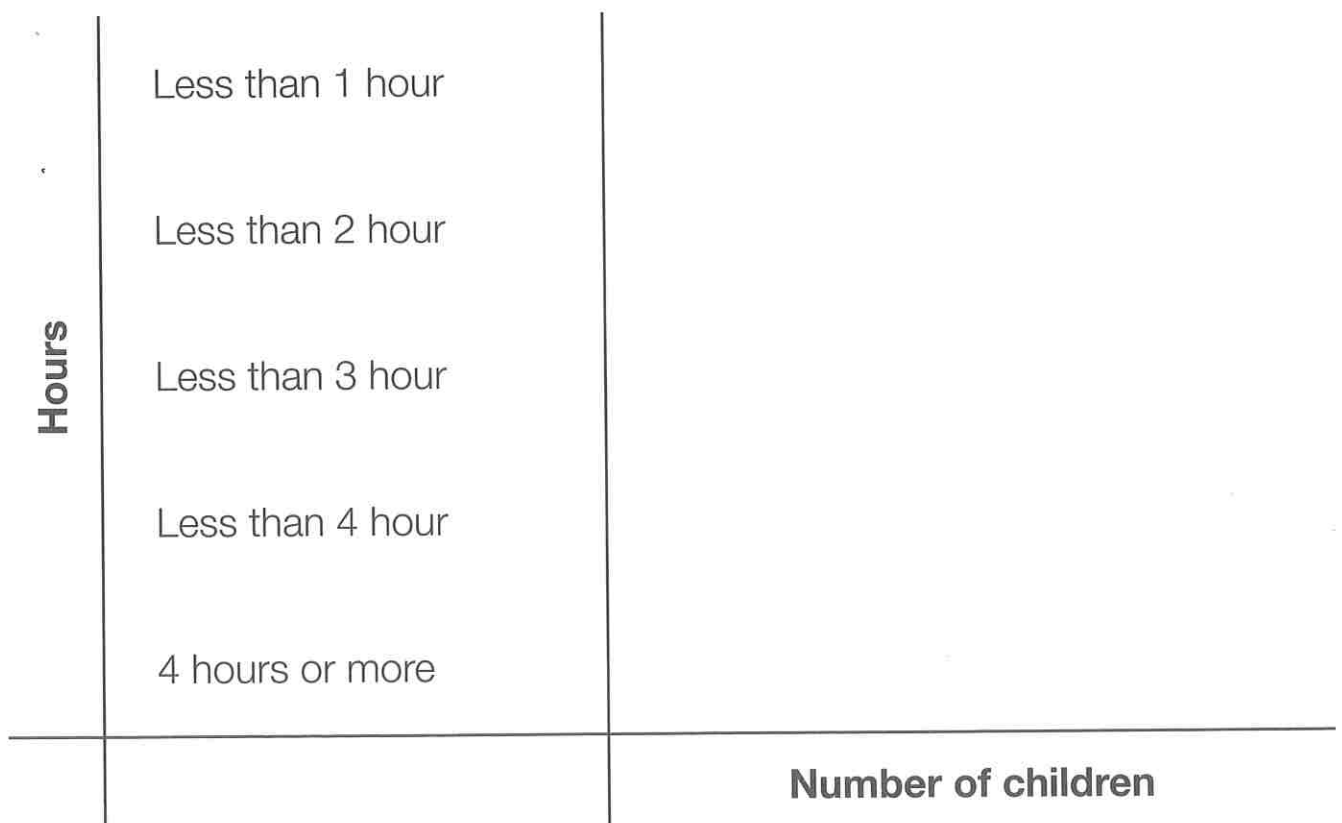 Hours
Less than 1 hour
Less than 2 hour
Less than 3 hour
Less than 4 hour
4 hours or more
Number of children